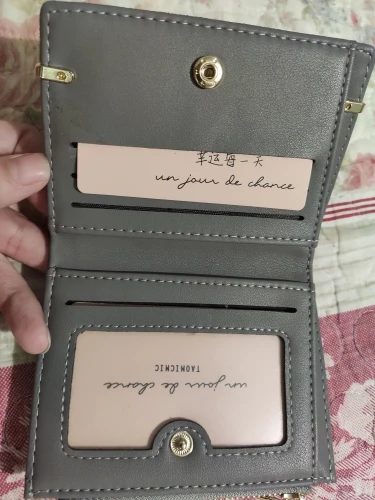 幸运每一天
un jour de chance
un jour de chance
TAOMICMIC